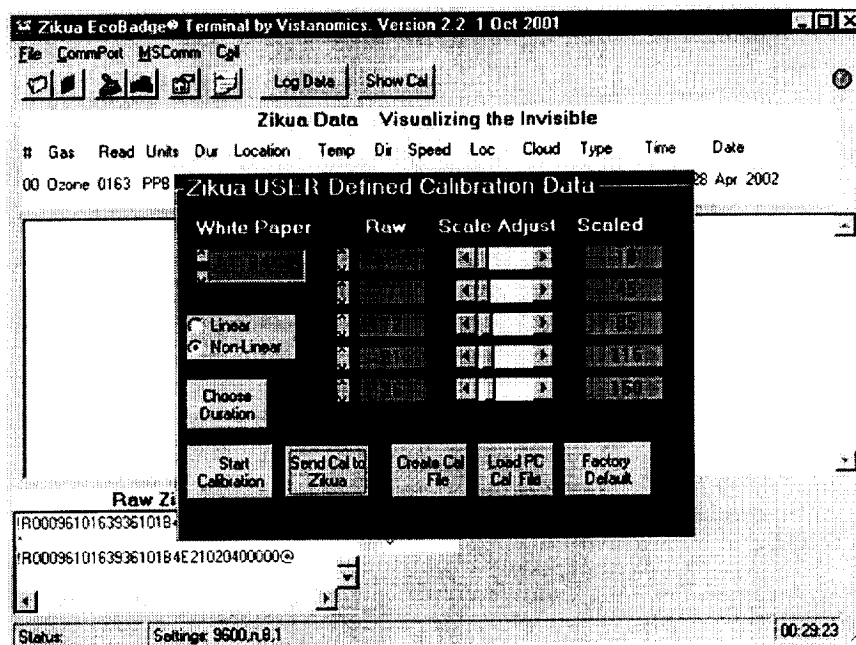 Zikua EcoBadge® Terminal by Vistanomics. Version 2.2 1 Oct 2001
File CommPort MSComm Cal
Log Data Show Cal
Zikua Data Visualizing the Invisible
# Gas Read Units Dur Location Temp Dir Speed Loc Cloud Type Time Date
00 Ozone 0163 PPB 28 Apr 2002
Zikua USER Defined Calibration Data
White Paper Raw Scale Adjust Scaled
Linear
Non-Linear
Choose
Duration
Start
Calibration
Send Cal to
Zikua
Create Cal
File
Load PC
Cal File
Factory
Default
Raw Zi
!R0009610163936101B4
!R0009610163936101B4E21020400000@
Status: Settings: 9600,n,8,1 00:29:23